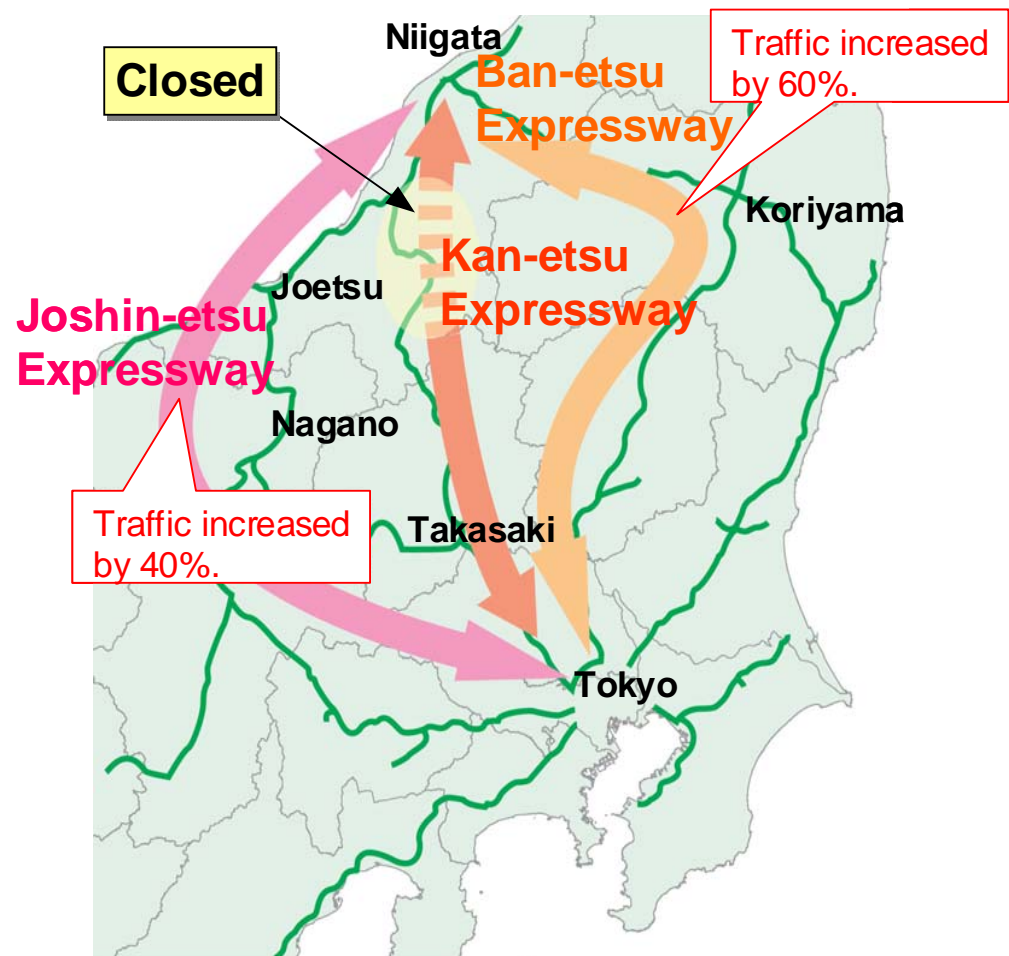 Niigata
Closed
Ban-etsu
Expressway
Traffic increased
by 60%.
Koriyama
Kan-etsu
Expressway
Joetsu
Joshin-etsu
Expressway
Nagano
Traffic increased
by 40%.
Takasaki
Tokyo